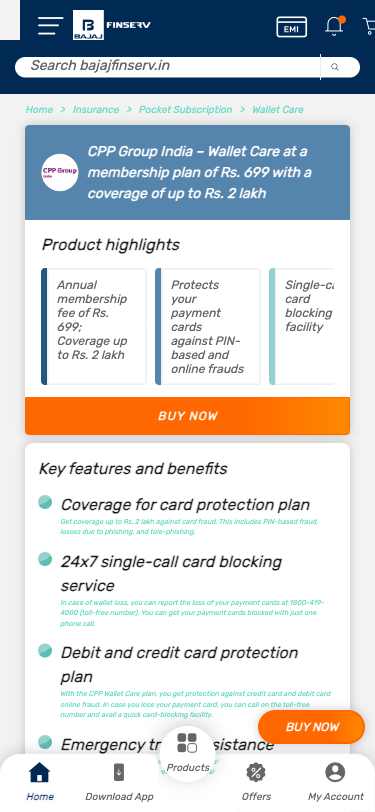 BAJAJ
FINSERV
EMI
Search bajajfinserv.in
Home > Insurance > Pocket Subscription > Wallet Care
CPP Group
India
CPP Group India – Wallet Care at a
membership plan of Rs. 699 with a
coverage of up to Rs. 2 lakh
Product highlights
Annual
membership
fee of Rs.
699;
Coverage up
to Rs. 2 lakh
Protects
your
payment
cards
against PIN-
based and
online frauds
Single-ca
card
blocking
facility
BUY NOW
Key features and benefits
Coverage for card protection plan
Get coverage up to Rs. 2 lakh against card fraud. This includes PIN-based fraud,
losses due to phishing, and tele-phishing.
24x7 single-call card blocking
service
In case of wallet loss, you can report the loss of your payment cards at 1800-419-
4000 (toll-free number). You can get your payment cards blocked with just one
phone call.
Debit and credit card protection
plan
With the CPP Wallet Care plan, you get protection against credit card and debit card
online fraud. In case you lose your payment card, you can call on the toll-free
number and avail a quick card-blocking facility.
BUY NOW
Emergency tra sistance
Home
Download App
Products
Offers
My Account